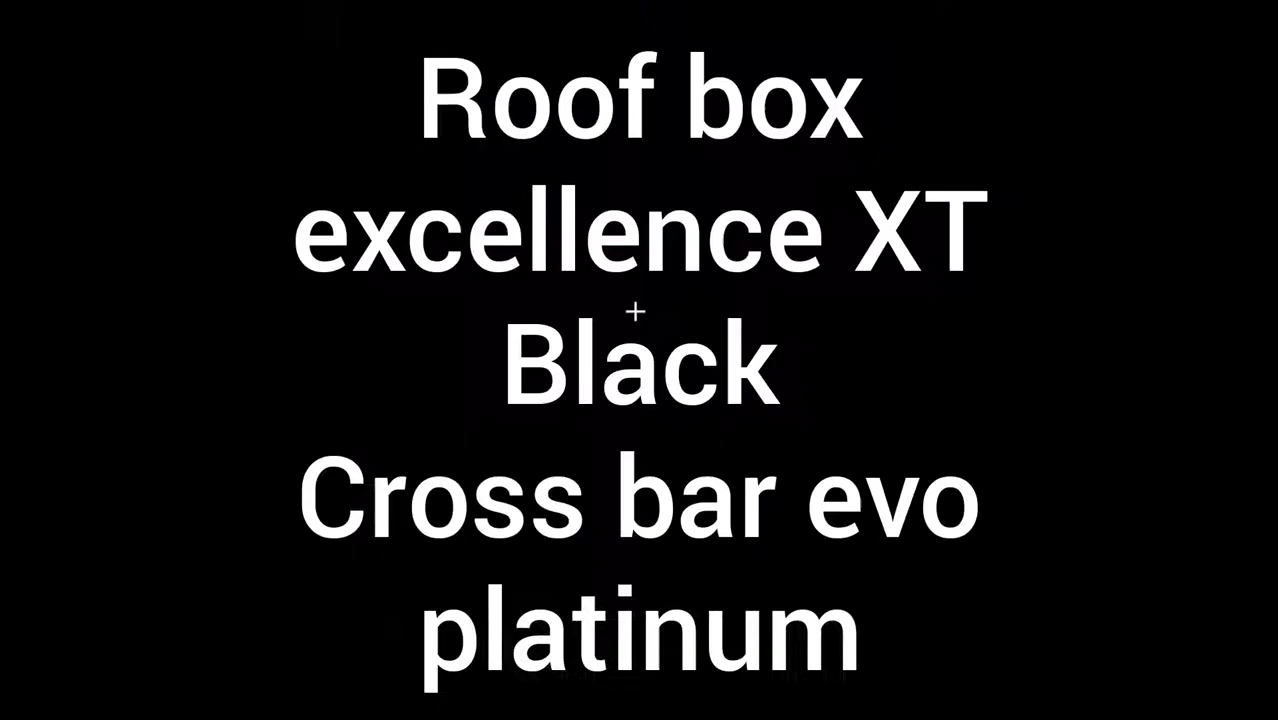 Roof box
excellence XT
+
Black
Cross bar evo
platinum